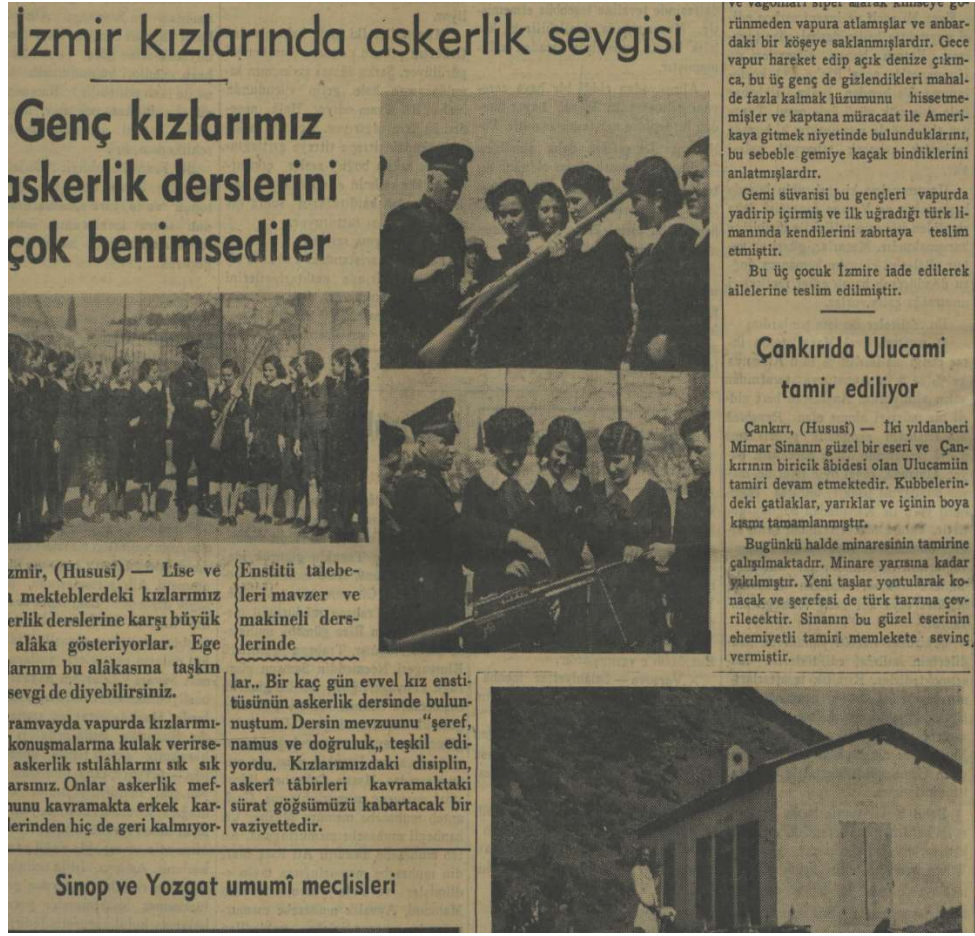 İzmir kızlarında askerlik sevgisi
Genç kızlarımız
askerlik derslerini
çok benimsediler
zmir, (Hususî) — Lise ve
mekteblerdeki kızlarımız
erlik derslerine karşı büyük
alâka gösteriyorlar. Ege
larının bu alâkasına taşkın
sevgi de diyebilirsiniz.
ramvayda vapurda kızlarımı-
konuşmalarına kulak verirse-
askerlik ıstılâhlarını sık sık
arsınız. Onlar askerlik mef-
unu kavramakta erkek kar-
lerinden hiç de geri kalmıyor-
Enstitü talebe-
leri mavzer ve
makineli ders-
lerinde
lar.. Bir kaç gün evvel kız ensti-
tüsünün askerlik dersinde bulun-
nuştum. Dersin mevzuunu "şeref,
namus ve doğruluk„ teşkil edi-
yordu. Kızlarımızdaki disiplin,
askerî tâbirleri kavramaktaki
sürat göğsümüzü kabartacak bir
vaziyettedir.
Sinop ve Yozgat umumî meclisleri
ve vagonları siper alarak kimseye gö-
rünmeden vapura atlamışlar ve anbar-
daki bir köşeye saklanmışlardır. Gece
vapur hareket edip açık denize çıkın-
ca, bu üç genç de gizlendikleri mahal-
de fazla kalmak lüzumunu hissetme-
mişler ve kaptana müracaat ile Ameri-
kaya gitmek niyetinde bulunduklarını,
bu sebeble gemiye kaçak bindiklerini
anlatmışlardır.
Gemi süvarisi bu gençleri vapurda
yadirip içirmiş ve ilk uğradığı türk li-
manında kendilerini zabıtaya teslim
etmiştir.
Bu üç çocuk İzmire iade edilerek
ailelerine teslim edilmiştir.
Çankırıda Ulucami
tamir ediliyor
Çankırı, (Hususî) — İki yıldanberi
Mimar Sinanın güzel bir eseri ve Çan-
kırının biricik âbidesi olan Ulucamiin
tamiri devam etmektedir. Kubbelerin-
deki çatlaklar, yarıklar ve içinin boya
kısmı tamamlanmıştır.
Bugünkü halde minaresinin tamirine
çalışılmaktadır. Minare yarısına kadar
yıkılmıştır. Yeni taşlar yontularak ko-
nacak ve şerefesi de türk tarzına çev-
rilecektir. Sinanın bu güzel eserinin
ehemiyetli tamiri memlekete sevinç
vermiştir.